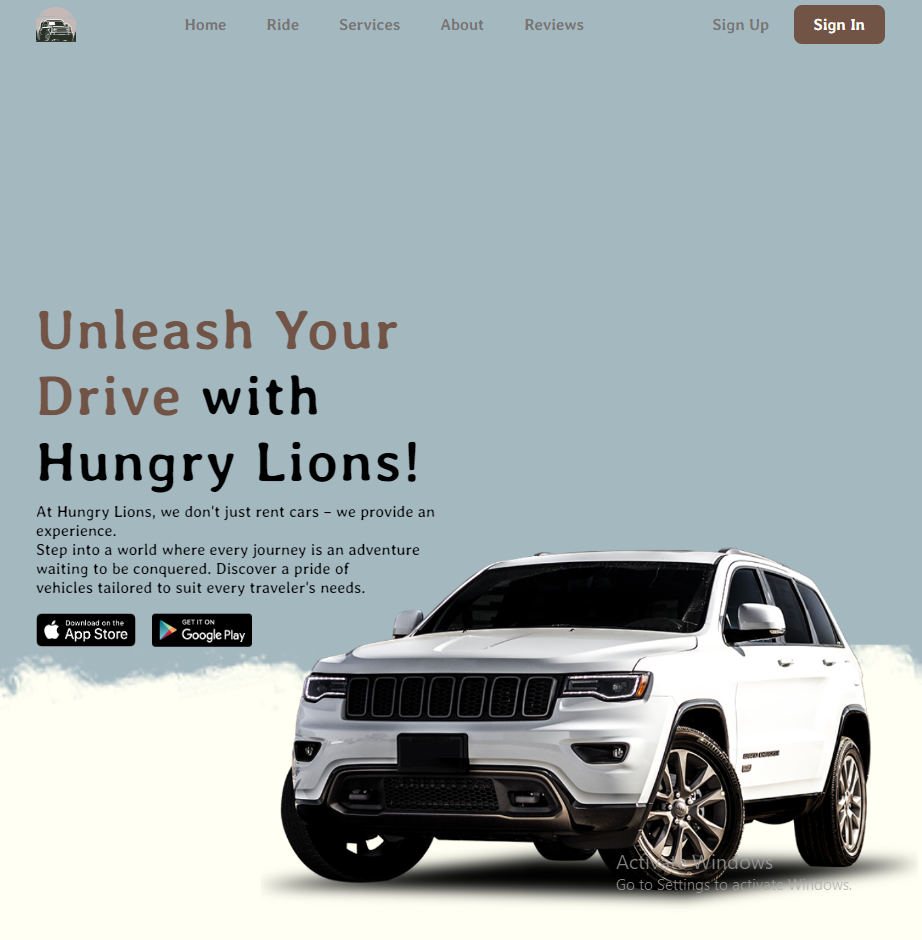 Home Ride Services About Reviews Sign Up Sign In
Unleash Your
Drive with
Hungry Lions!
At Hungry Lions, we don't just rent cars – we provide an
experience.
Step into a world where every journey is an adventure
waiting to be conquered. Discover a pride of
vehicles tailored to suit every traveler's needs.
Download on the
App Store
GET IT ON
Google Play
Activate Windows
Go to Settings to activate Windows.